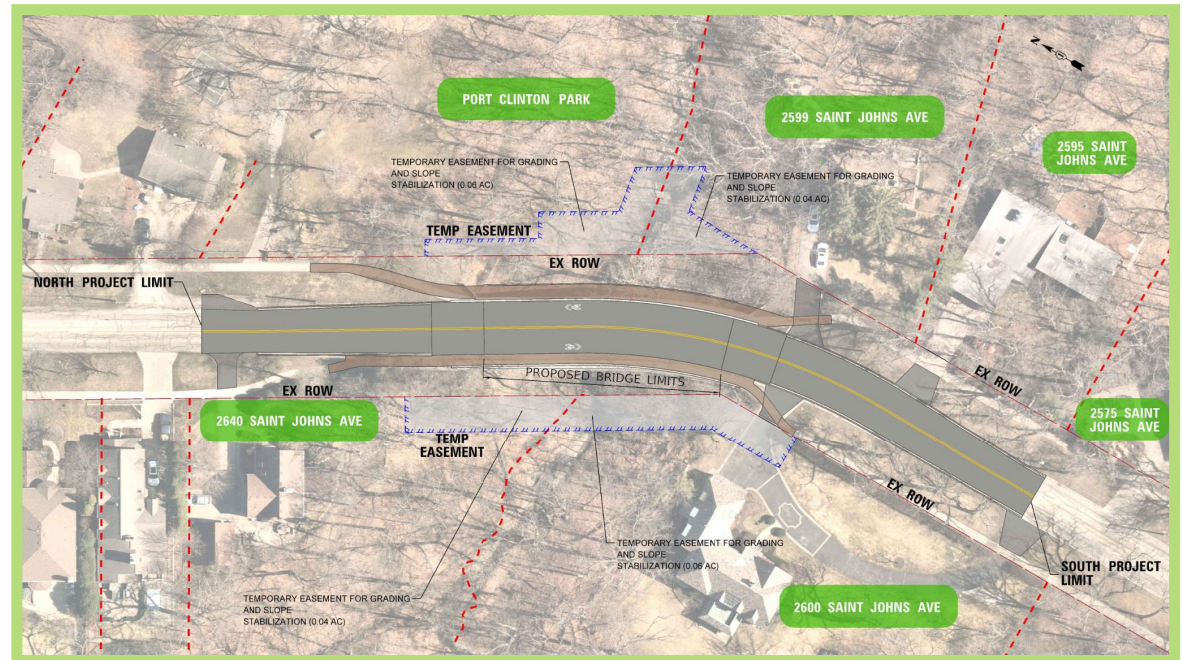 N
PORT CLINTON PARK
2599 SAINT JOHNS AVE
2595 SAINT
JOHNS AVE
TEMPORARY EASEMENT FOR GRADING
AND SLOPE
STABILIZATION (0.06 AC)
TEMPORARY EASEMENT FOR GRADING
AND SLOPE
STABILIZATION (0.04 AC)
TEMP EASEMENT
EX ROW
NORTH PROJECT LIMIT
PROPOSED BRIDGE LIMITS
EX ROW
EX ROW
2640 SAINT JOHNS AVE
2575 SAINT
JOHNS AVE
TEMP
EASEMENT
EX ROW
TEMPORARY EASEMENT FOR GRADING
AND SLOPE
STABILIZATION (0.06 AC)
SOUTH PROJECT
LIMIT
TEMPORARY EASEMENT FOR GRADING
AND SLOPE
STABILIZATION (0.04 AC)
2600 SAINT JOHNS AVE